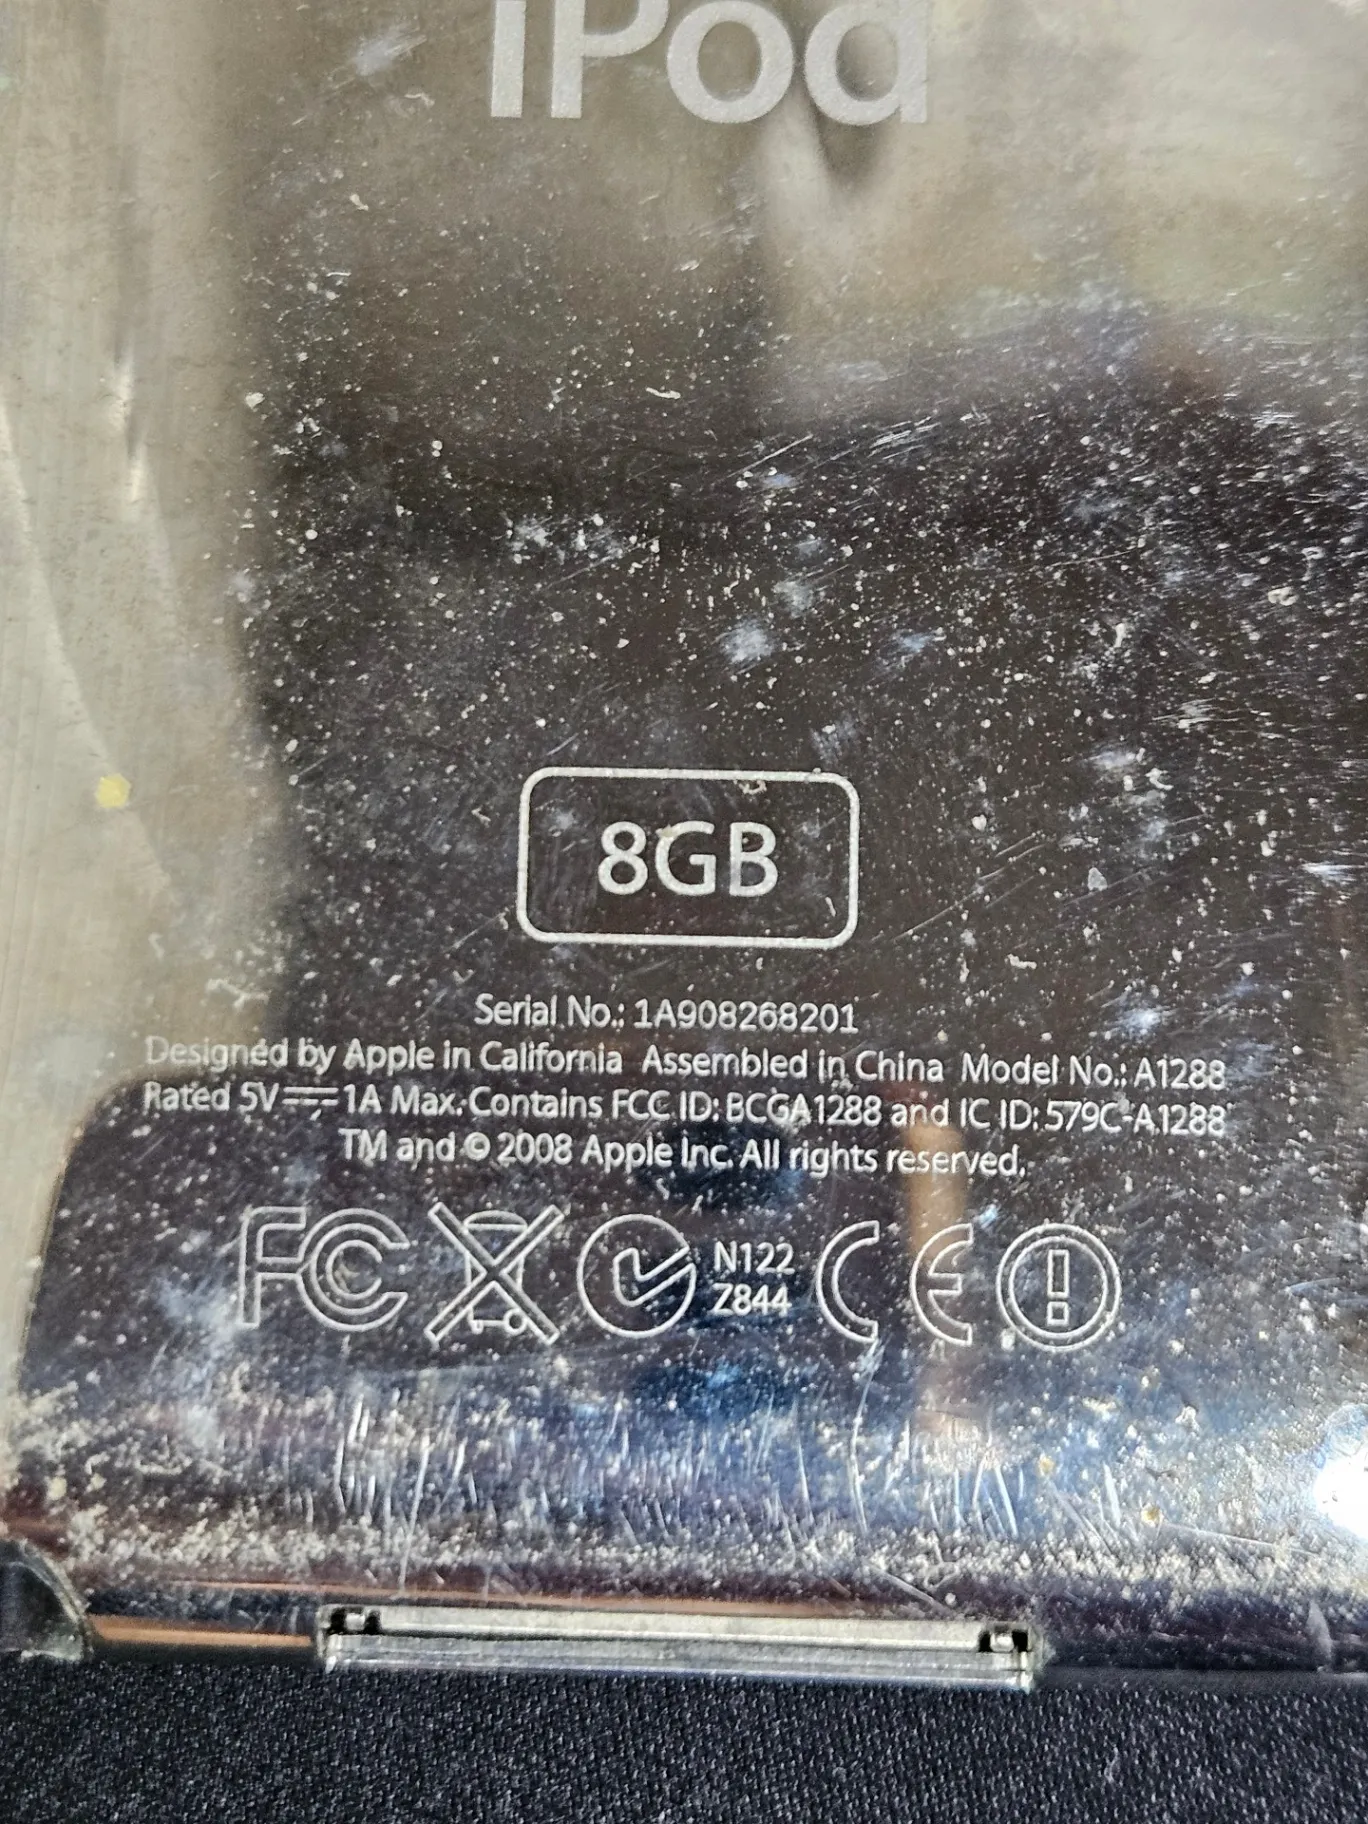 iPod
8GB
Serial No.: 1A908268201
Designed by Apple in California Assembled in China Model No.: A1288
Rated 5V⎓1A Max. Contains FCC ID: BCGA1288 and IC ID: 579C-A1288
TM and © 2008 Apple Inc. All rights reserved.
FC N122 CE
Z844